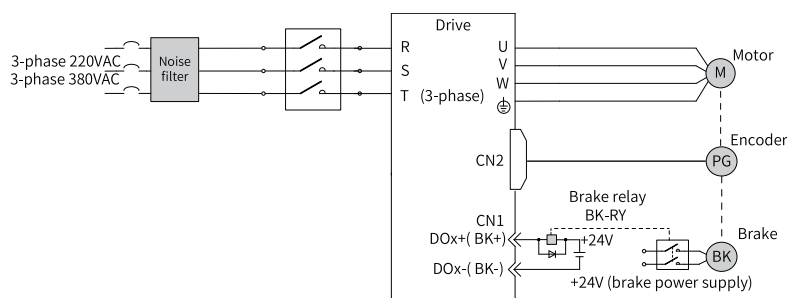 Drive
3-phase 220VAC
3-phase 380VAC
Noise
filter
R
S
T (3-phase)
U
V
W
Motor
M
CN2
Encoder
PG
Brake relay
BK-RY
CN1
DOx+( BK+)
+24V
Brake
BK
DOx-( BK-)
+24V (brake power supply)